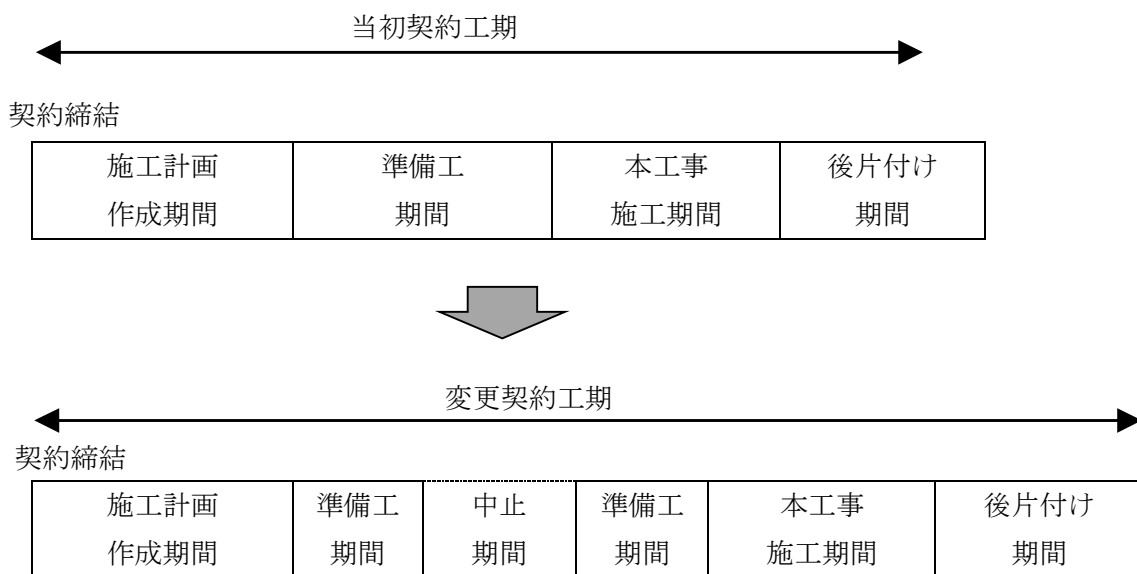 当初契約工期
契約締結
施工計画 準備工 本工事 後片付け
作成期間 期間 施工期間 期間
変更契約工期
契約締結
施工計画 準備工 中止 準備工 本工事 後片付け
作成期間 期間 期間 期間 施工期間 期間